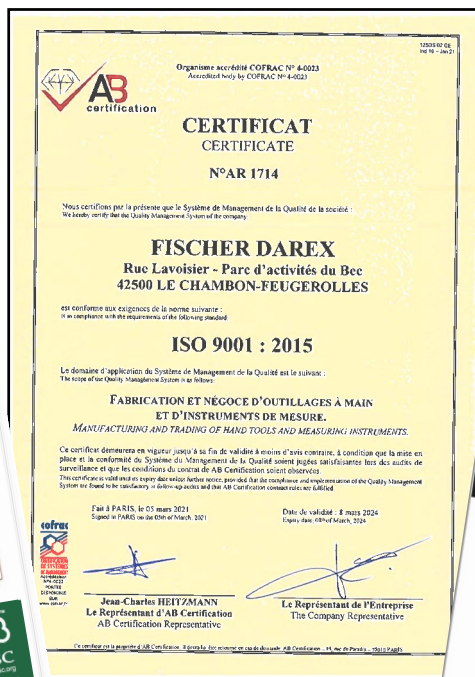 Organisme accrédité COFRAC N° 4-0023
Accredited body by COFRAC N° 4-0023
AB
certification
CERTIFICAT
CERTIFICATE
N°AR 1714
Nous certifions par la présente que le Système de Management de la Qualité de la société :
We hereby certify that the Quality Management System of the company:
FISCHER DAREX
Rue Lavoisier - Parc d'activités du Bec
42500 LE CHAMBON-FEUGEROLLES
est conforme aux exigences de la norme suivante :
is in compliance with the requirements of the following standard:
ISO 9001 : 2015
Le domaine d'application du Système de Management de la Qualité est le suivant :
The scope of the Quality Management System is as follows:
FABRICATION ET NÉGOCE D'OUTILLAGES À MAIN
ET D'INSTRUMENTS DE MESURE.
MANUFACTURING AND TRADING OF HAND TOOLS AND MEASURING INSTRUMENTS.
Ce certificat demeurera en vigueur jusqu'à sa fin de validité à moins d'avis contraire, à condition que la mise en
place et la conformité du Système du Management de la Qualité soient jugées satisfaisantes lors des audits de
surveillance et que les conditions du contrat de AB Certification soient observées.
This certificate is valid until its expiry date unless further notice, provided that the compliance and implementation of the Quality Management
System are found to be satisfactory at follow-up audits and that AB Certification contract rules are fulfilled
Fait à PARIS, le 05 mars 2021
Signed in PARIS on the 05th of March, 2021
Date de validité : 8 mars 2024
Expiry date: 08th of March, 2024
cofrac
CERTIFICATION
DE SYSTEMES
DE MANAGEMENT
N°4-0023
PORTÉE
DISPONIBLE
SUR
Jean-Charles HEITZMANN
Le Représentant d'AB Certification
AB Certification Representative
Le Représentant de l'Entreprise
The Company Representative